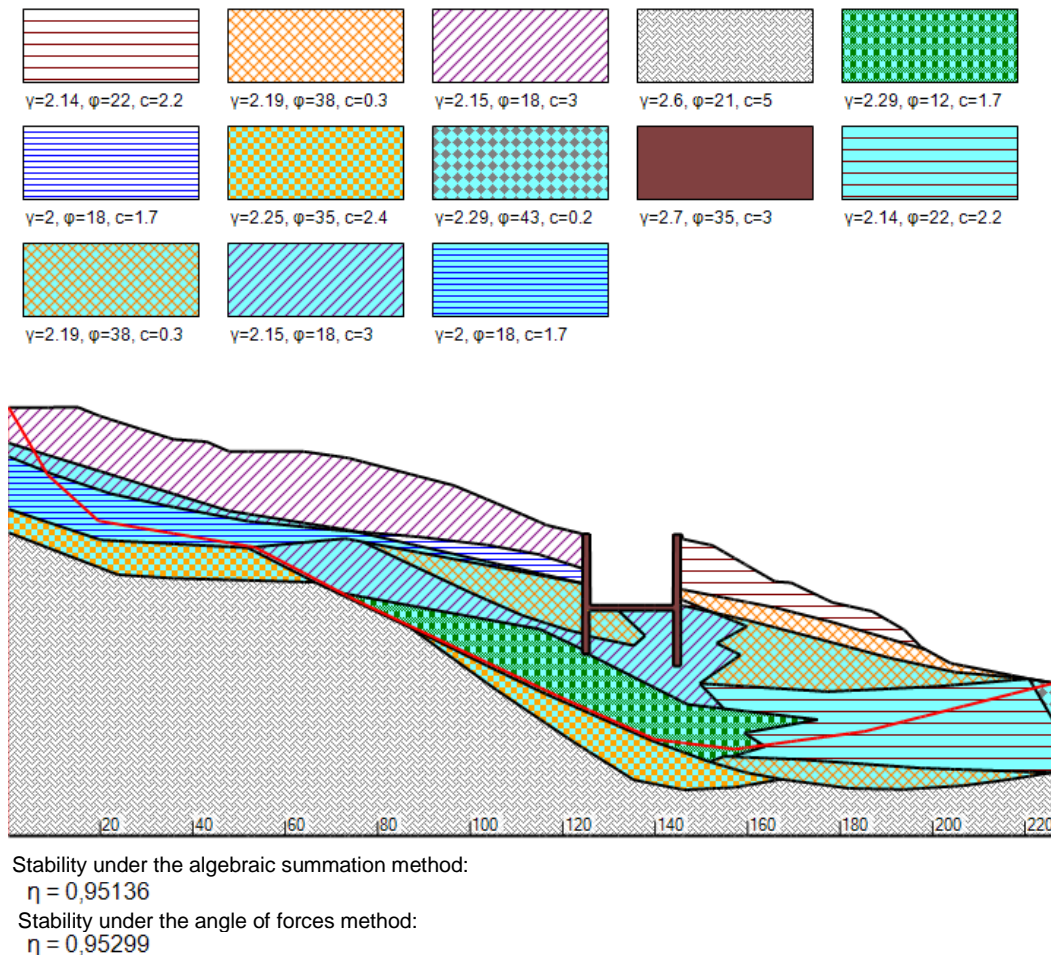 γ=2.14, φ=22, c=2.2 γ=2.19, φ=38, c=0.3 γ=2.15, φ=18, c=3 γ=2.6, φ=21, c=5 γ=2.29, φ=12, c=1.7
γ=2, φ=18, c=1.7 γ=2.25, φ=35, c=2.4 γ=2.29, φ=43, c=0.2 γ=2.7, φ=35, c=3 γ=2.14, φ=22, c=2.2
γ=2.19, φ=38, c=0.3 γ=2.15, φ=18, c=3 γ=2, φ=18, c=1.7
20 40 60 80 100 120 140 160 180 200 220
Stability under the algebraic summation method:
η = 0,95136
Stability under the angle of forces method:
η = 0,95299